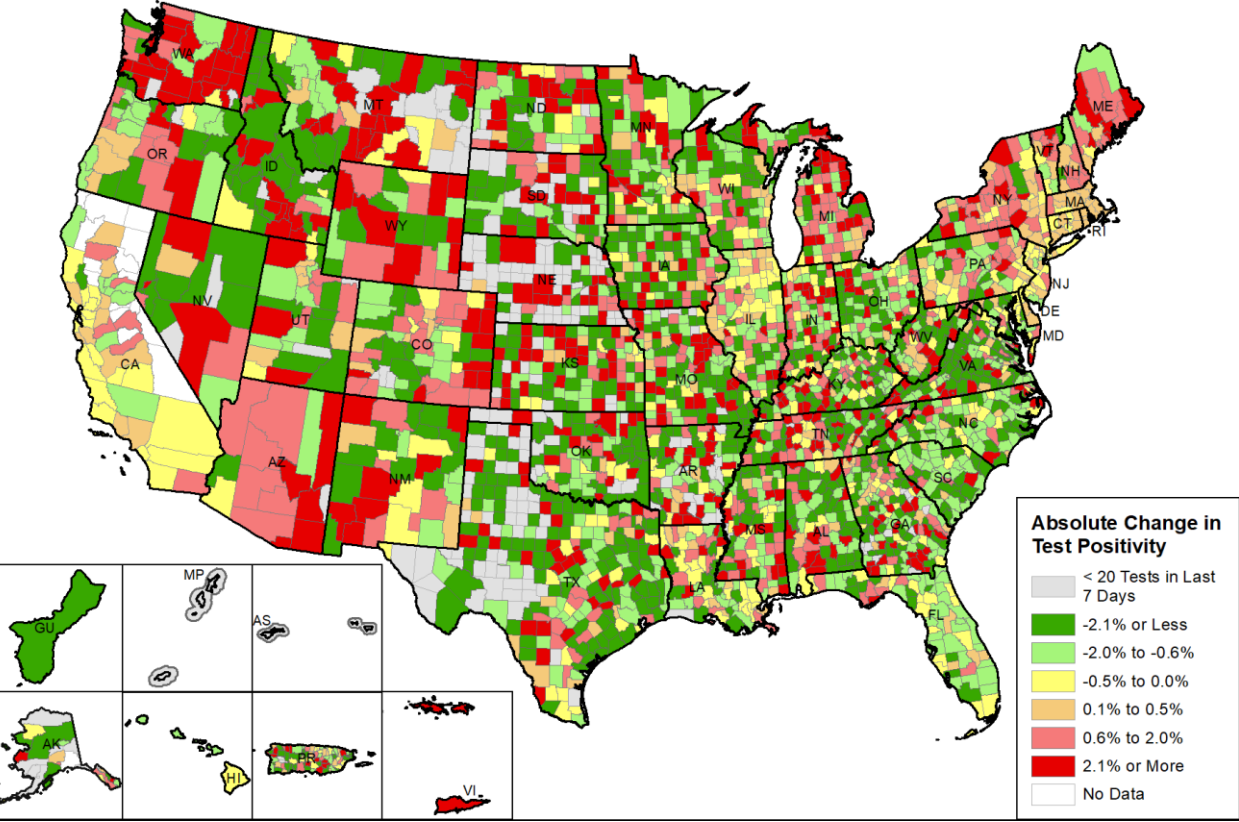 WA
MT
ND
MN
ME
OR
ID
SD
WI
VT
NH
NY
MA
CT
RI
WY
MI
IA
PA
NE
NJ
NV
UT
CO
IL
IN
OH
DE
MD
WV
CA
KS
MO
KY
VA
AZ
NM
OK
TN
NC
AR
SC
MS
AL
GA
TX
LA
FL
GU
MP
AS
AK
HI
PR
VI
Absolute Change in
Test Positivity
< 20 Tests in Last
7 Days
-2.1% or Less
-2.0% to -0.6%
-0.5% to 0.0%
0.1% to 0.5%
0.6% to 2.0%
2.1% or More
No Data